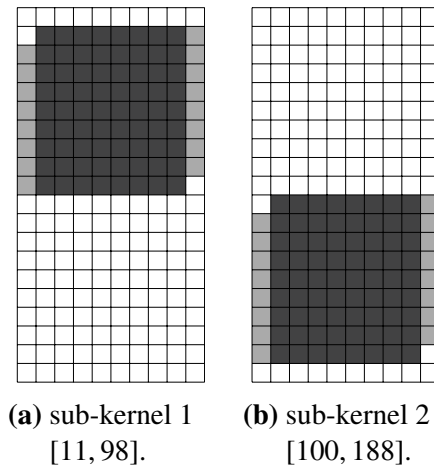 (a) sub-kernel 1
[11, 98].
(b) sub-kernel 2
[100, 188].